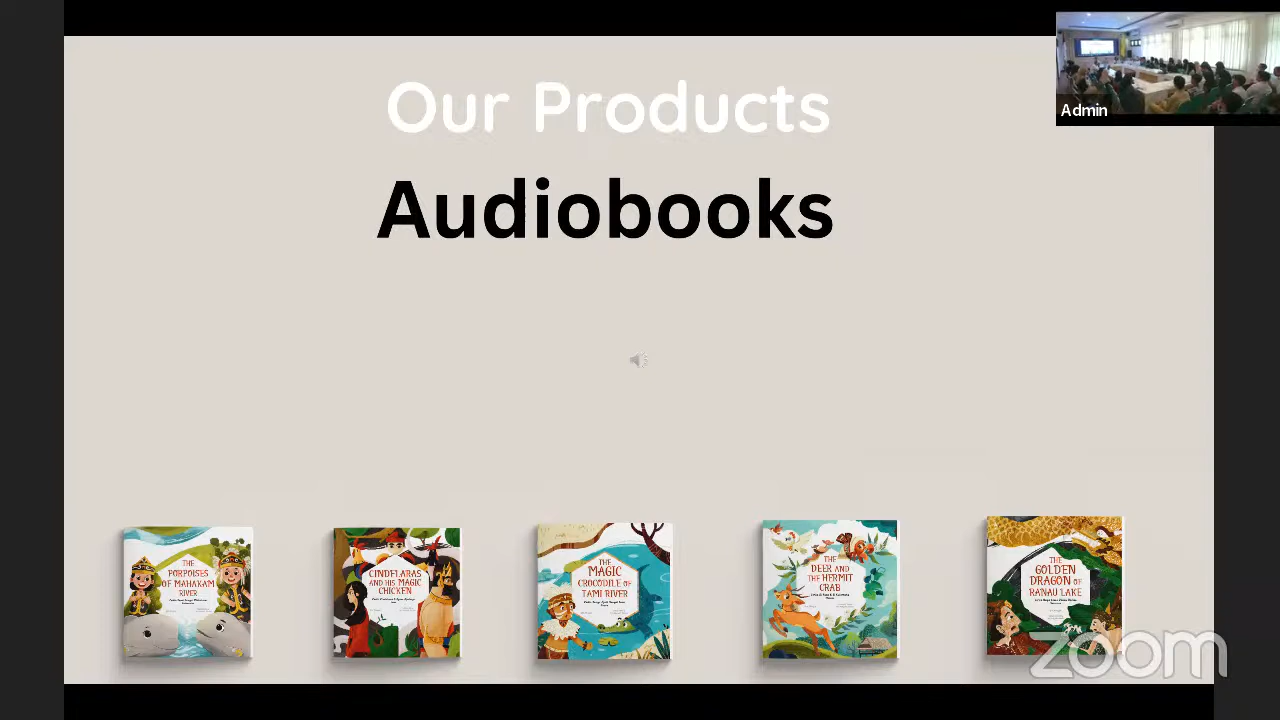 Our Products
Admin
Audiobooks
THE
PORPOISES
OF MAHAKAM
RIVER
CINDELARAS
AND HIS MAGIC
CHICKEN
THE
MAGIC
CROCODILE OF
TAMI RIVER
THE
DEER AND
THE HERMIT
CRAB
THE
GOLDEN
DRAGON OF
RANAU LAKE
zoom